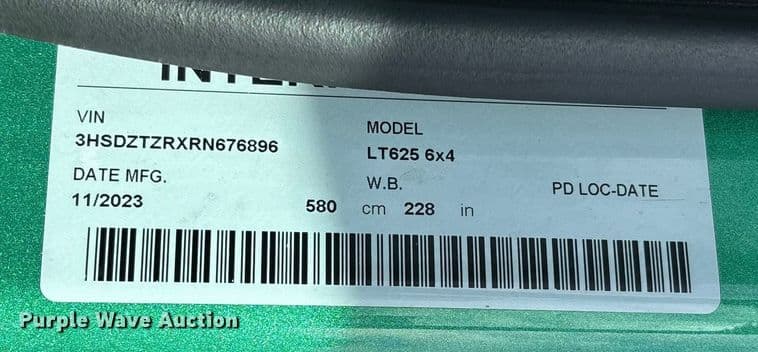 VIN
3HSDZTZRXRN676896
MODEL
LT625 6x4
DATE MFG.
11/2023
W.B.
580 cm 228 in
PD LOC-DATE
Purple Wave Auction